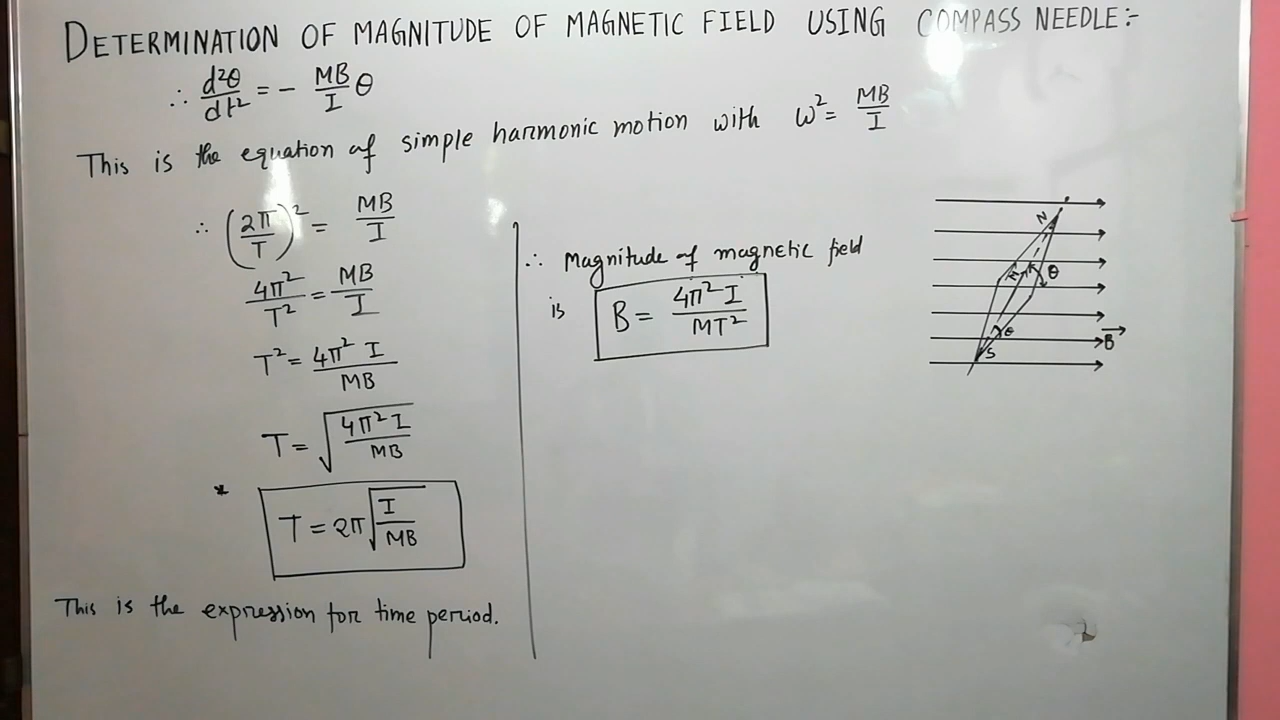 DETERMINATION OF MAGNITUDE OF MAGNETIC FIELD USING COMPASS NEEDLE:-
∴ d²θ/dt² = - MB/I θ
This is the equation of simple harmonic motion with ω² = MB/I
∴ (2π/T)² = MB/I
4π²/T² = MB/I
T² = 4π² I/MB
T = √(4π² I/MB)
* T = 2π √(I/MB)
This is the expression for time period.
∴ Magnitude of magnetic field
is B = 4π² I/MT²
N
θ
θ
S
B⃗